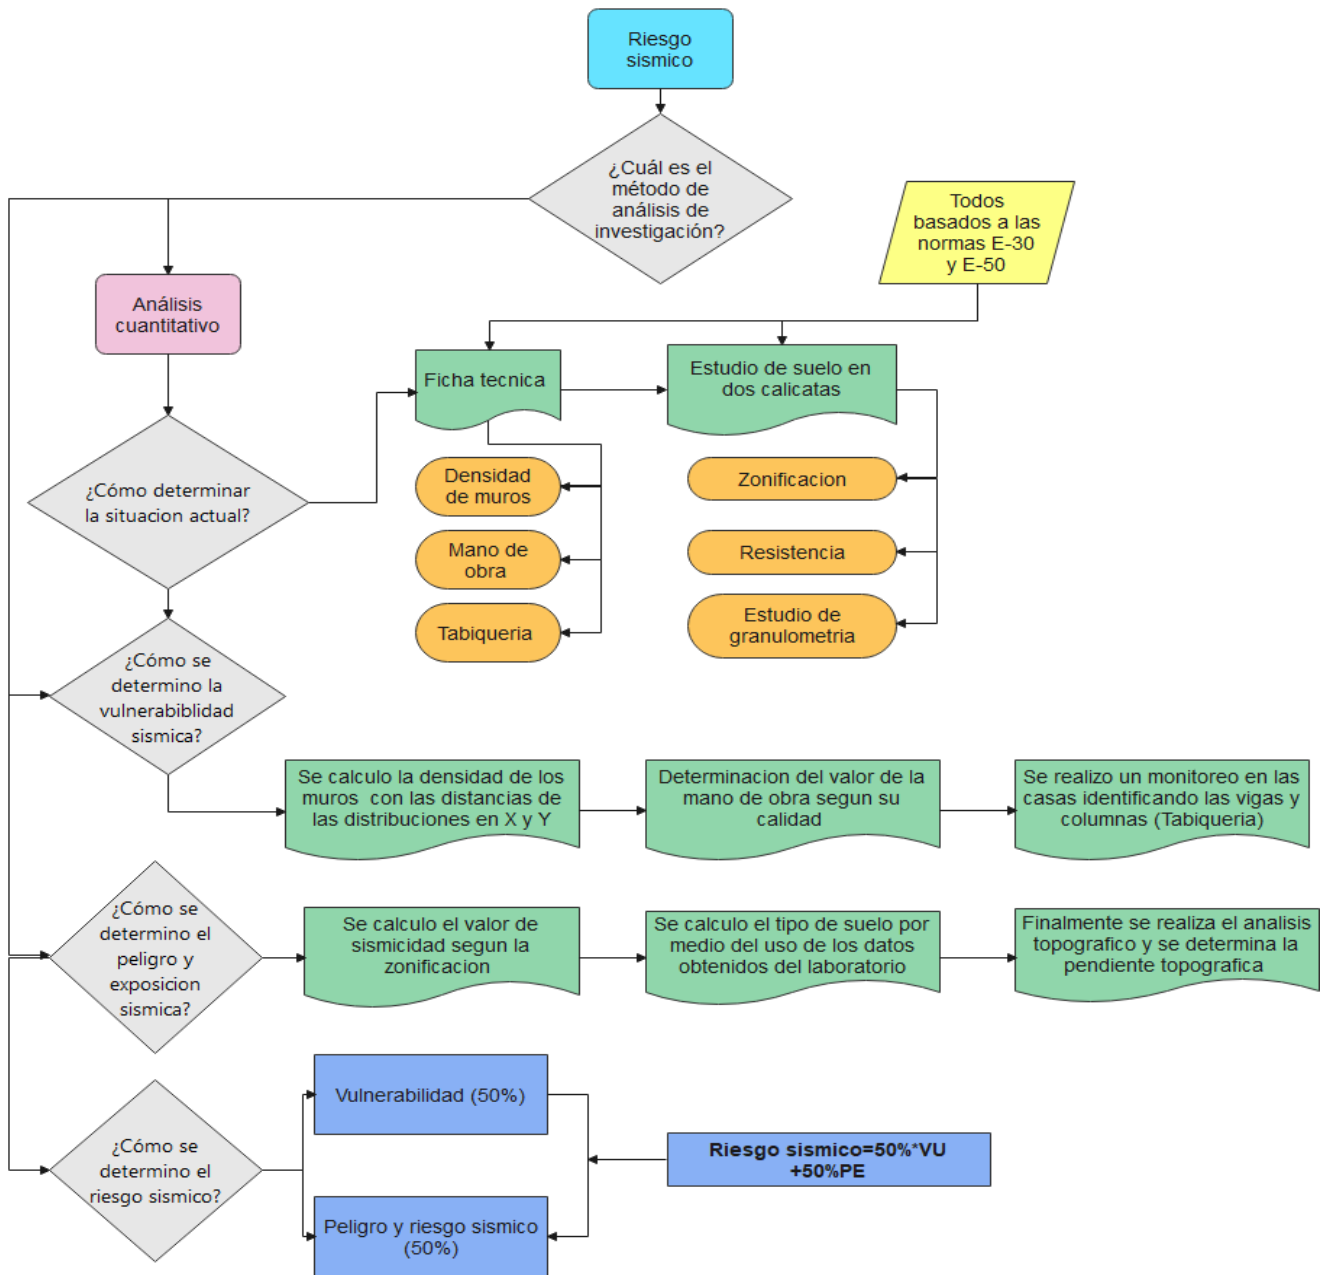 Riesgo
sismico
¿Cuál es el
método de
análisis de
investigación?
Todos
basados a las
normas E-30
y E-50
Análisis
cuantitativo
Ficha tecnica
Estudio de suelo en
dos calicatas
¿Cómo determinar
la situacion actual?
Densidad
de muros
Mano de
obra
Tabiqueria
Zonificacion
Resistencia
Estudio de
granulometria
¿Cómo se
determino la
vulnerabiblidad
sismica?
Se calculo la densidad de los
muros con las distancias de
las distribuciones en X y Y
Determinacion del valor de la
mano de obra segun su
calidad
Se realizo un monitoreo en las
casas identificando las vigas y
columnas (Tabiqueria)
¿Cómo se
determino el
peligro y
exposicion
sismica?
Se calculo el valor de
sismicidad segun la
zonificacion
Se calculo el tipo de suelo por
medio del uso de los datos
obtenidos del laboratorio
Finalmente se realiza el analisis
topografico y se determina la
pendiente topografica
¿Cómo se
determino el
riesgo sismico?
Vulnerabilidad (50%)
Peligro y riesgo sismico
(50%)
Riesgo sismico=50%*VU
+50%PE